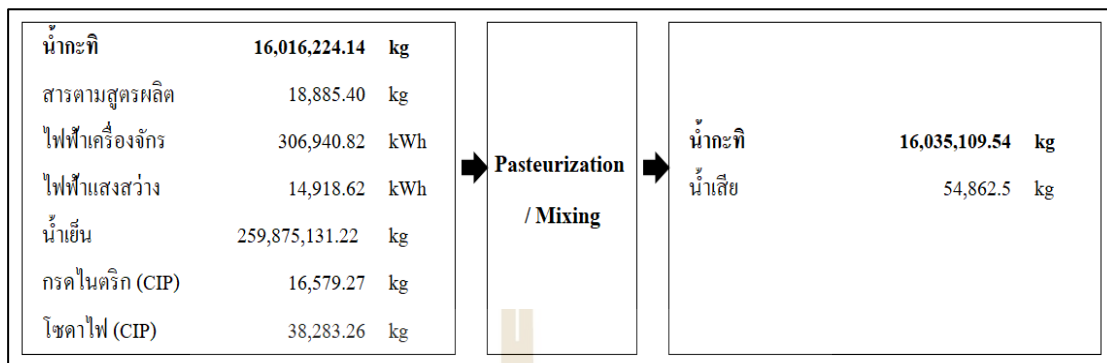 น้ำกะทิ 16,016,224.14 kg
สารตามสูตรผลิต 18,885.40 kg
ไฟฟ้าเครื่องจักร 306,940.82 kWh
ไฟฟ้าแสงสว่าง 14,918.62 kWh
น้ำเย็น 259,875,131.22 kg
กรดไนตริก (CIP) 16,579.27 kg
โซดาไฟ (CIP) 38,283.26 kg
Pasteurization
/ Mixing
น้ำกะทิ 16,035,109.54 kg
น้ำเสีย 54,862.5 kg